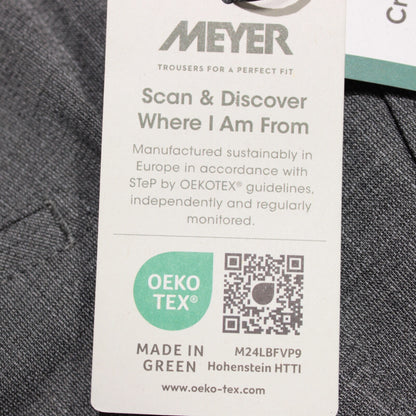 MEYER
TROUSERS FOR A PERFECT FIT
Scan & Discover
Where I Am From
Manufactured sustainably in
Europe in accordance with
STeP by OEKOTEX® guidelines,
independently and regularly
monitored.
OEKO
TEX®
MADE IN
GREEN
M24LBFVP9
Hohenstein HTTI
www.oeko-tex.com